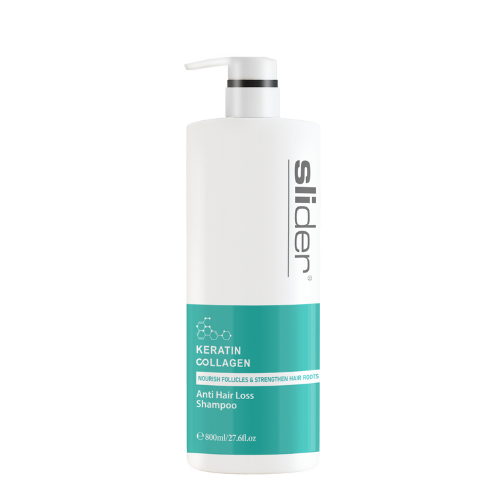 slider®
KERATIN
COLLAGEN
NOURISH FOLLICLES & STRENGTHEN HAIR ROOTS
Anti Hair Loss
Shampoo
℮ 800ml/27.6fl.oz